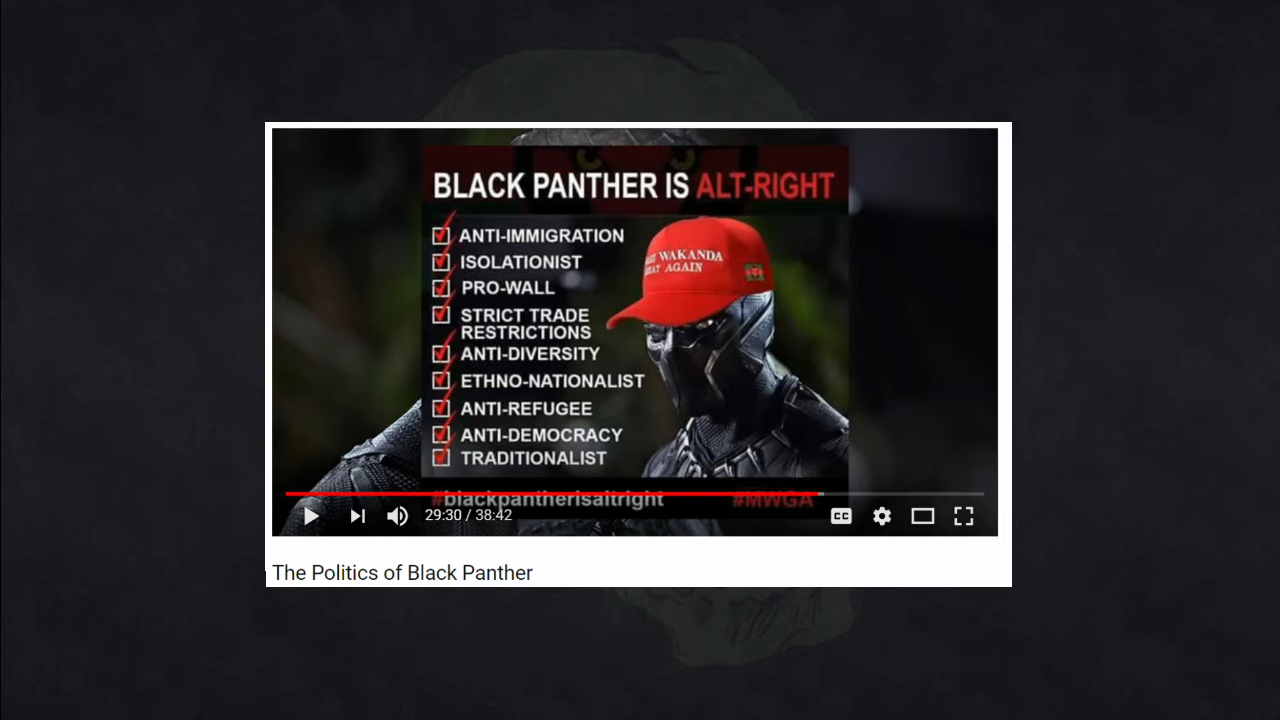 BLACK PANTHER IS ALT-RIGHT
ANTI-IMMIGRATION
ISOLATIONIST
PRO-WALL
STRICT TRADE
RESTRICTIONS
ANTI-DIVERSITY
ETHNO-NATIONALIST
ANTI-REFUGEE
ANTI-DEMOCRACY
TRADITIONALIST
WAKANDA
AGAIN
#blackpantherisaltright #MWGA
29:30 / 38:42
CC
The Politics of Black Panther